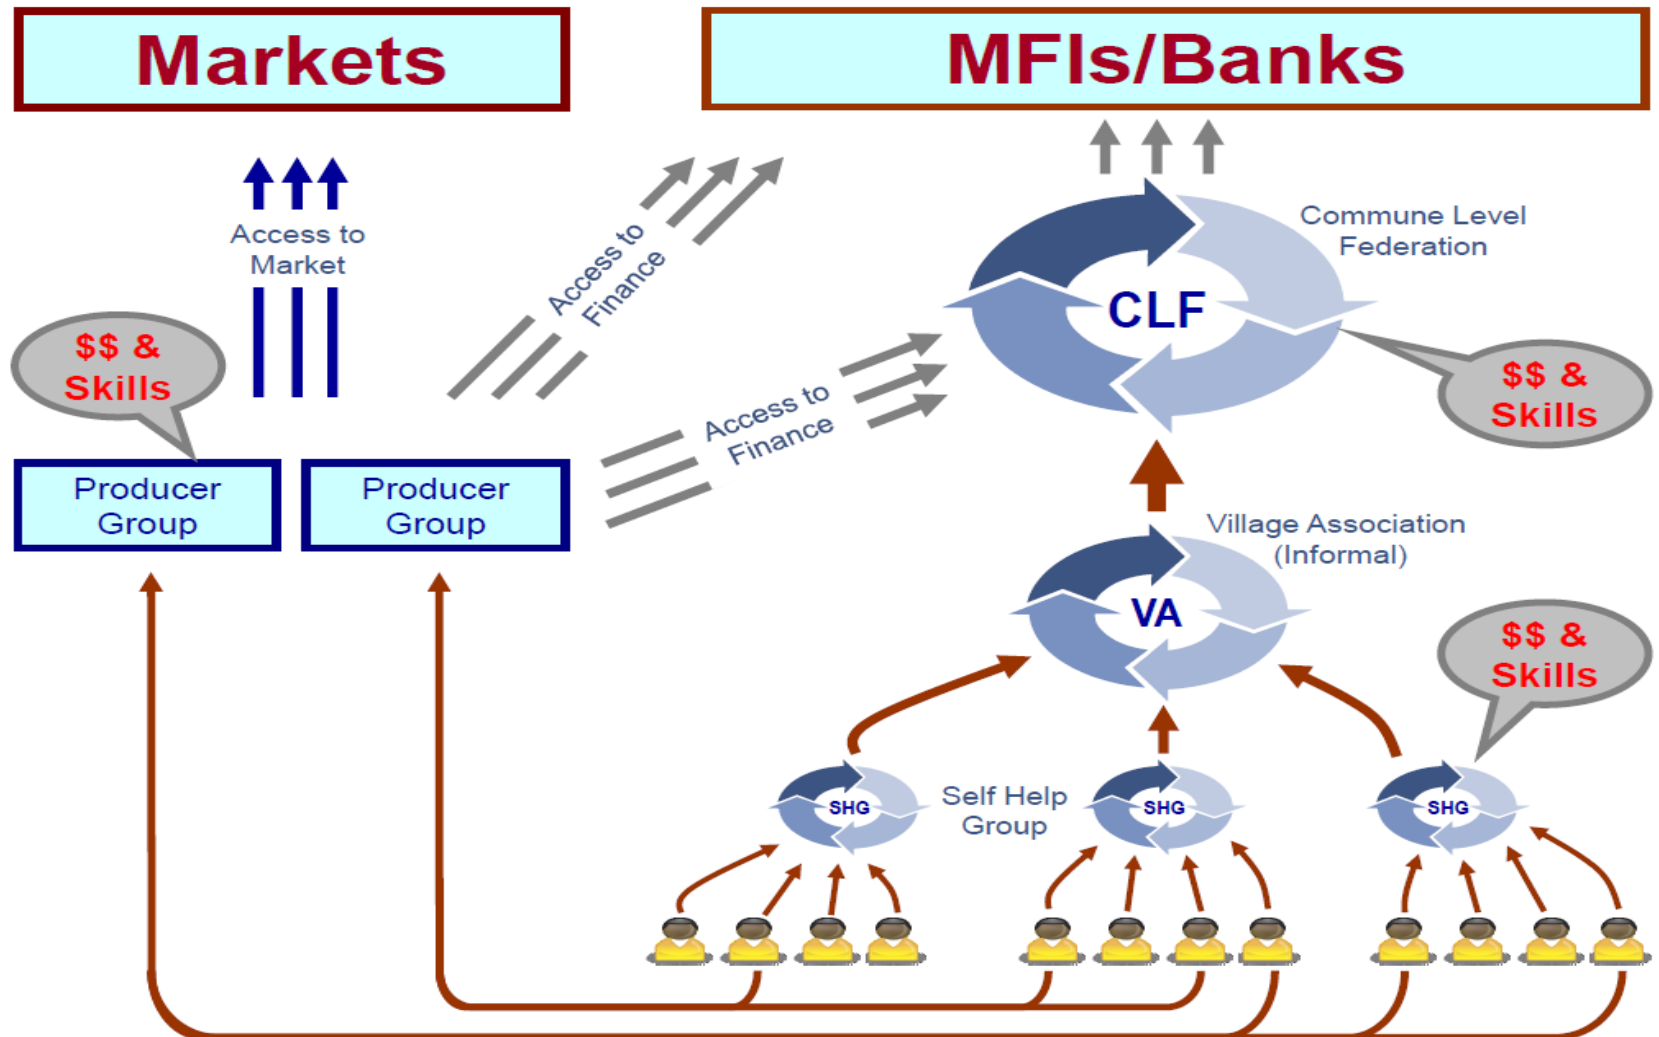 Markets
MFIs/Banks
Access to
Market
Access to
Finance
Commune Level
Federation
CLF
$$ &
Skills
$$ &
Skills
Access to
Finance
Producer
Group
Producer
Group
Village Association
(Informal)
VA
$$ &
Skills
SHG
Self Help
Group
SHG
SHG